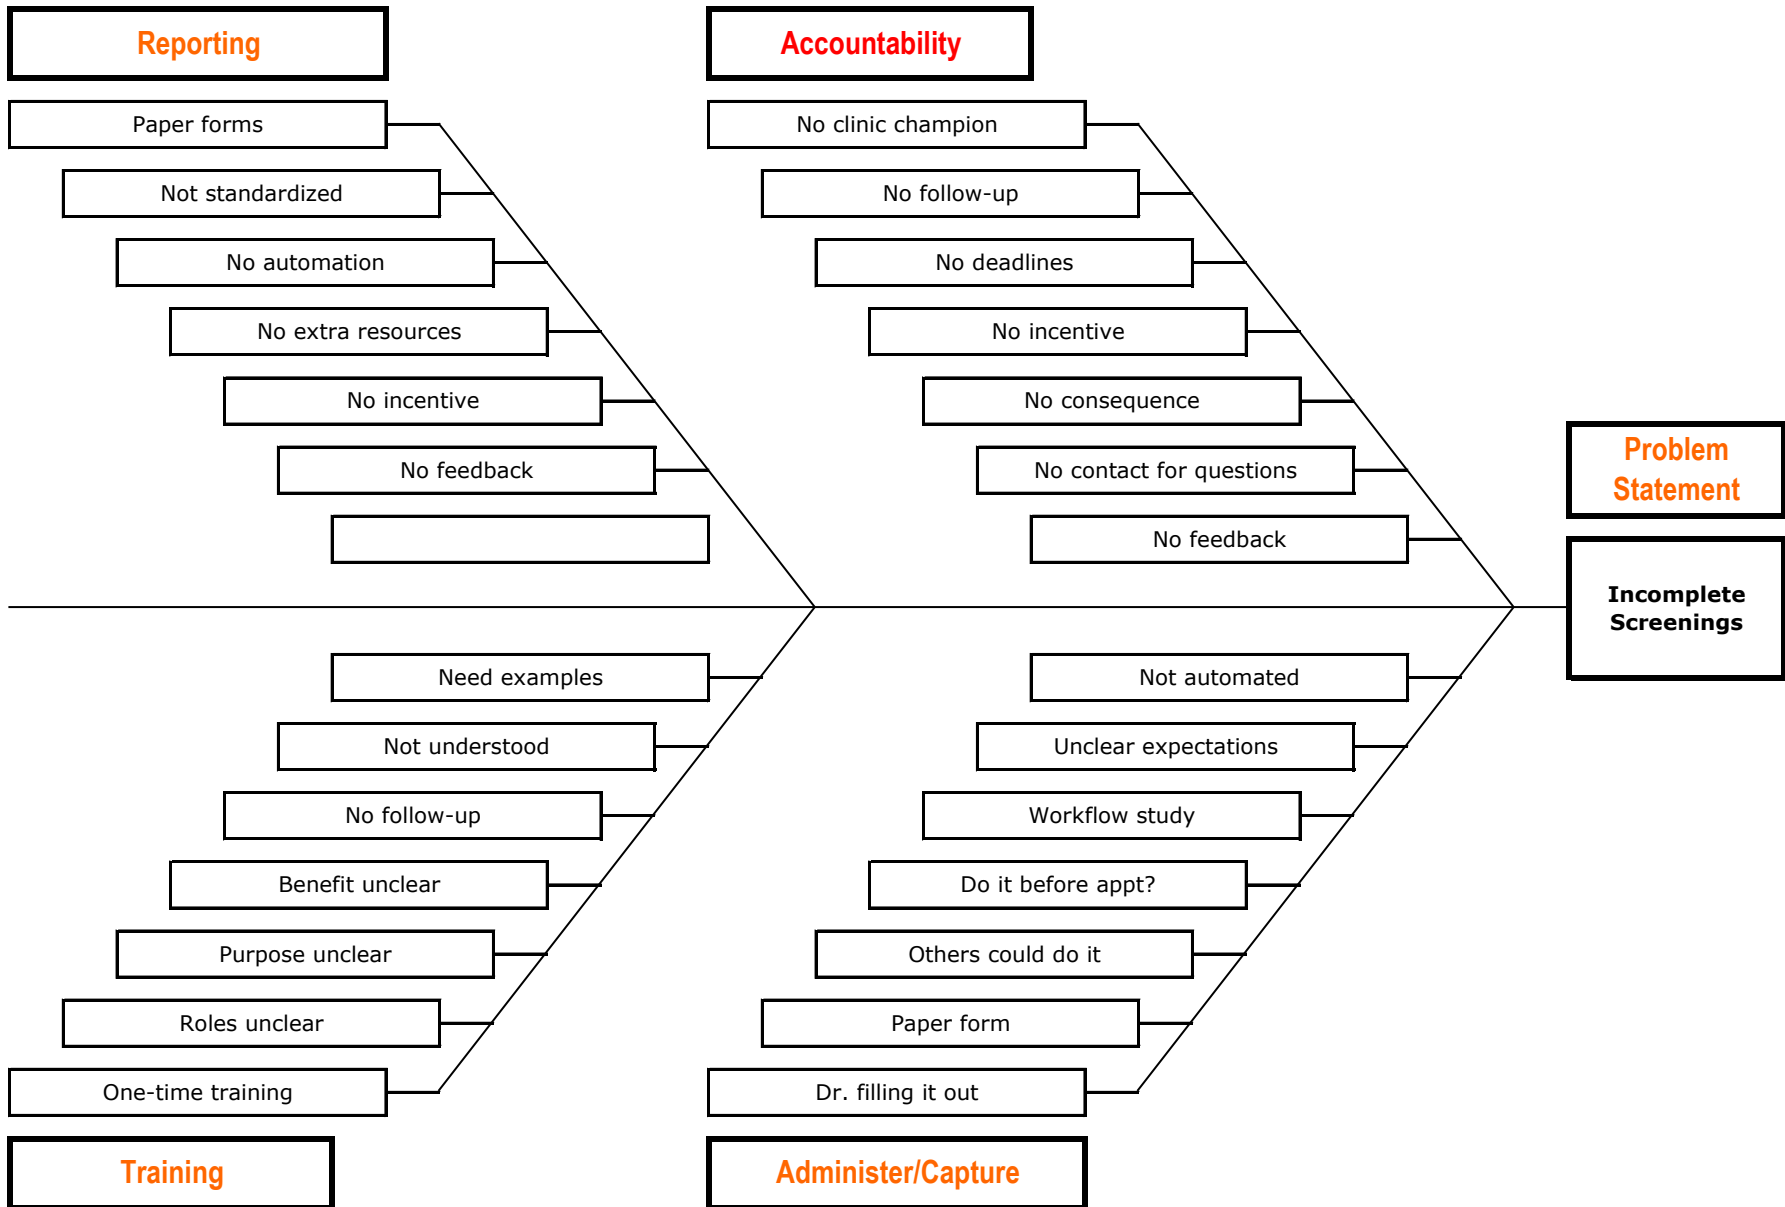 Reporting
Accountability
Paper forms
No clinic champion
Not standardized
No follow-up
No automation
No deadlines
No extra resources
No incentive
No incentive
No consequence
No feedback
No contact for questions
No feedback
Problem
Statement
Incomplete
Screenings
Need examples
Not automated
Not understood
Unclear expectations
No follow-up
Workflow study
Benefit unclear
Do it before appt?
Purpose unclear
Others could do it
Roles unclear
Paper form
One-time training
Dr. filling it out
Training
Administer/Capture